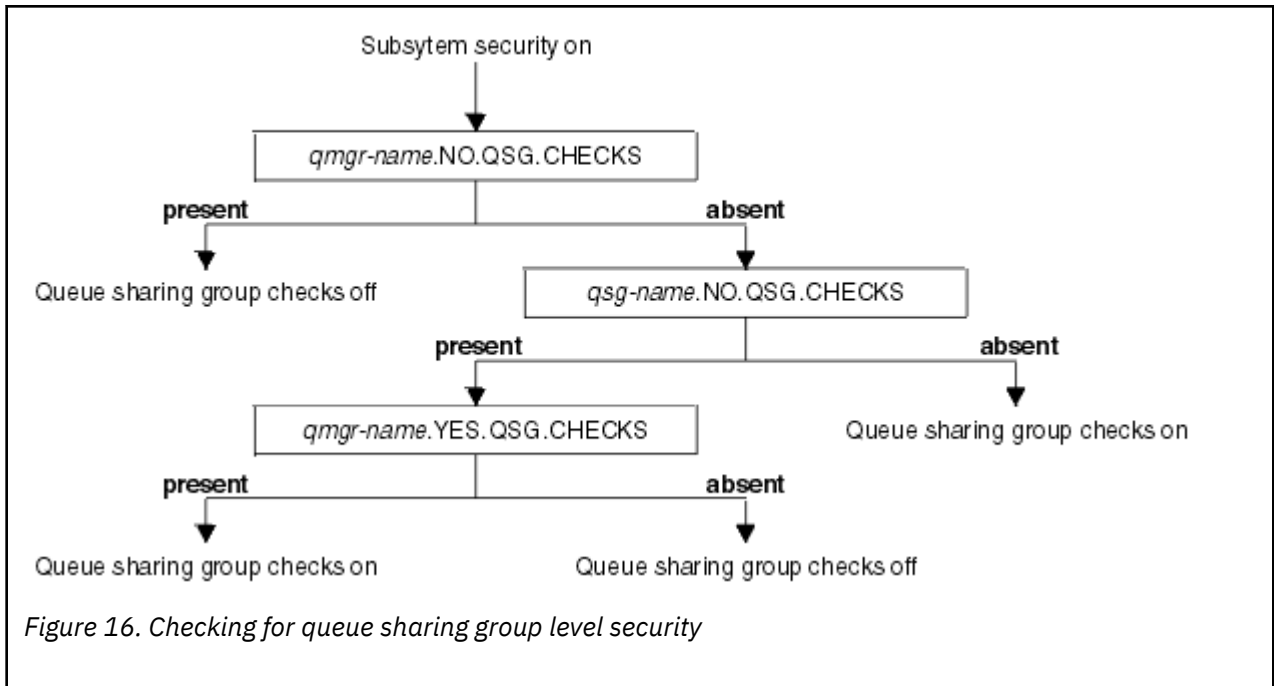 Subsytem security on
qmgr-name.NO.QSG.CHECKS
present absent
Queue sharing group checks off
qsg-name.NO.QSG.CHECKS
present absent
qmgr-name.YES.QSG.CHECKS
Queue sharing group checks on
present absent
Queue sharing group checks on Queue sharing group checks off
Figure 16. Checking for queue sharing group level security